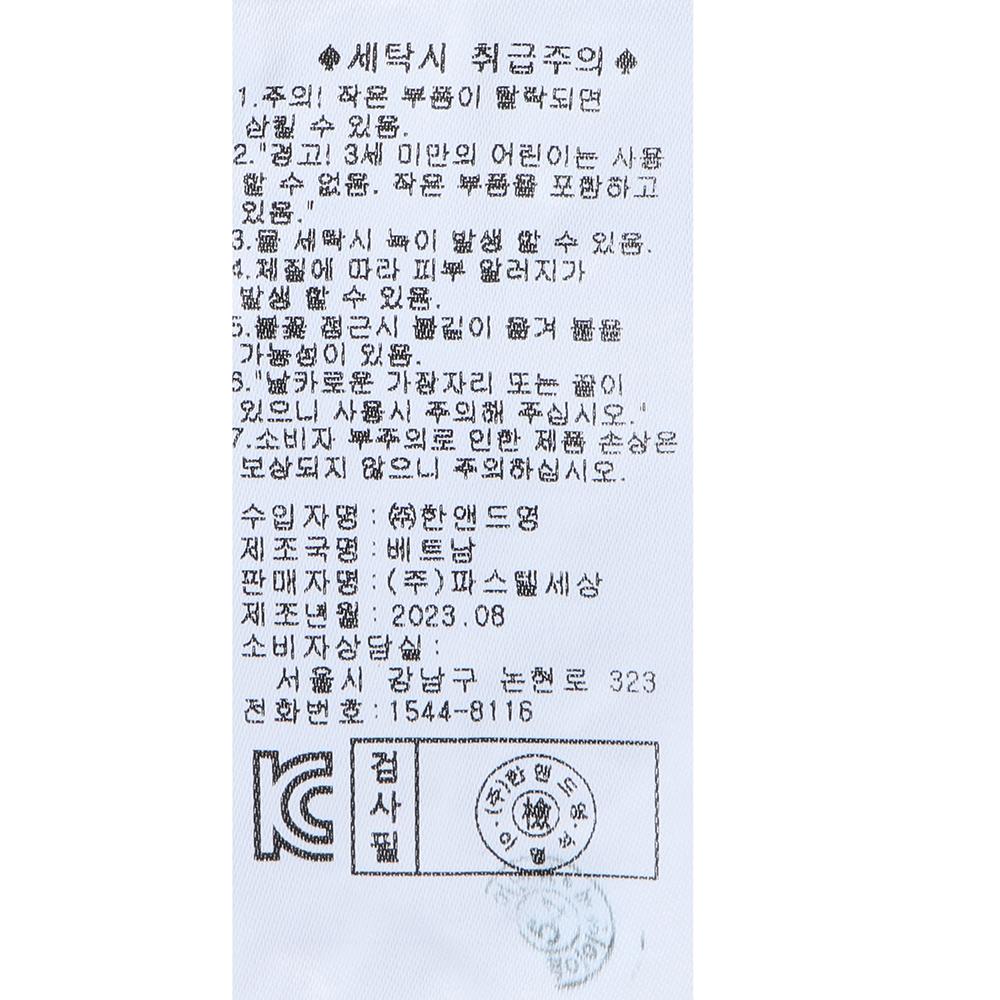 ♠세탁시 취급주의♠
1.주의! 작은 부품이 탈락되면
삼킬 수 있음.
2."경고! 3세 미만의 어린이는 사용
할 수 없음. 작은 부품을 포함하고
있음."
3.물 세탁시 녹이 발생 할 수 있음.
4.체질에 따라 피부 알러지가
발생 할 수 있음.
5.불꽃 접근시 불길이 옮겨 붙을
가능성이 있음.
6."날카로운 가장자리 또는 끝이
있으니 사용시 주의해 주십시오."
7.소비자 부주의로 인한 제품 손상은
보상되지 않으니 주의하십시오.
수입자명:㈜한앤드영
제조국명:베트남
판매자명:(주)파스텔세상
제조년월:2023.08
소비자상담실:
서울시 강남구 논현로 323
전화번호:1544-8116
KC
검사필
(주)한앤드영
檢